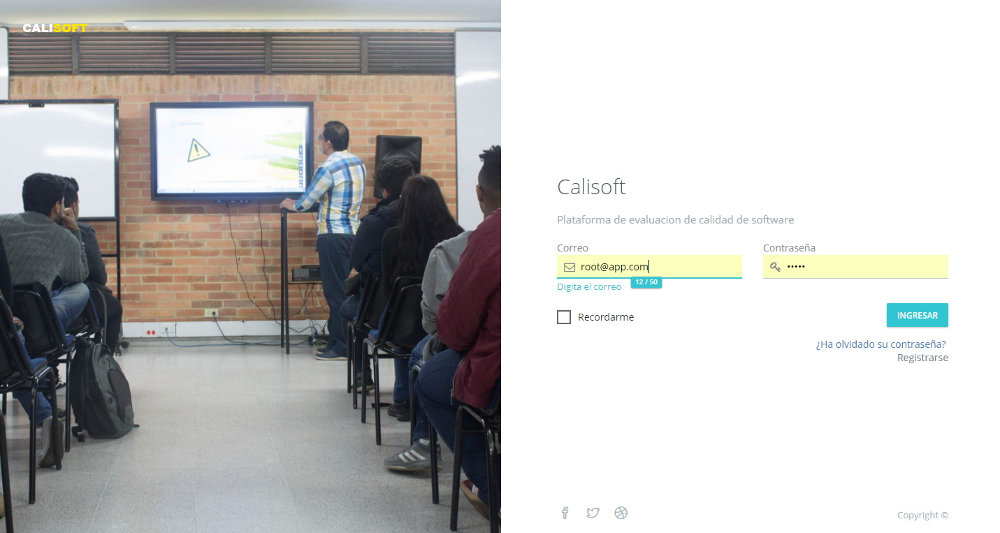 CALISOFT
Calisoft
Plataforma de evaluacion de calidad de software
Correo
Contraseña
root@app.com
•••••
12 / 50
Digita el correo
Recordarme
INGRESAR
¿Ha olvidado su contraseña?
Registrarse
Copyright ©